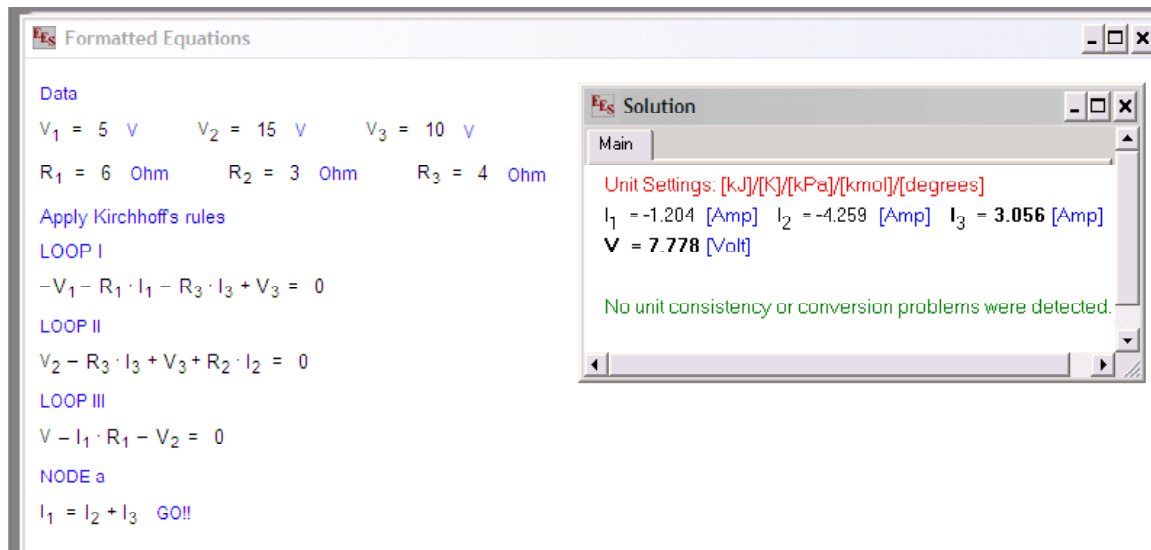 EES Formatted Equations
Data
V1 = 5 V V2 = 15 V V3 = 10 V
R1 = 6 Ohm R2 = 3 Ohm R3 = 4 Ohm
Apply Kirchhoff's rules
LOOP I
−V1 − R1 · I1 − R3 · I3 + V3 = 0
LOOP II
V2 − R3 · I3 + V3 + R2 · I2 = 0
LOOP III
V − I1 · R1 − V2 = 0
NODE a
I1 = I2 + I3 GO!!
EES Solution
Main
Unit Settings: [kJ]/[K]/[kPa]/[kmol]/[degrees]
I1 = -1.204 [Amp] I2 = -4.259 [Amp] I3 = 3.056 [Amp]
V = 7.778 [Volt]
No unit consistency or conversion problems were detected.